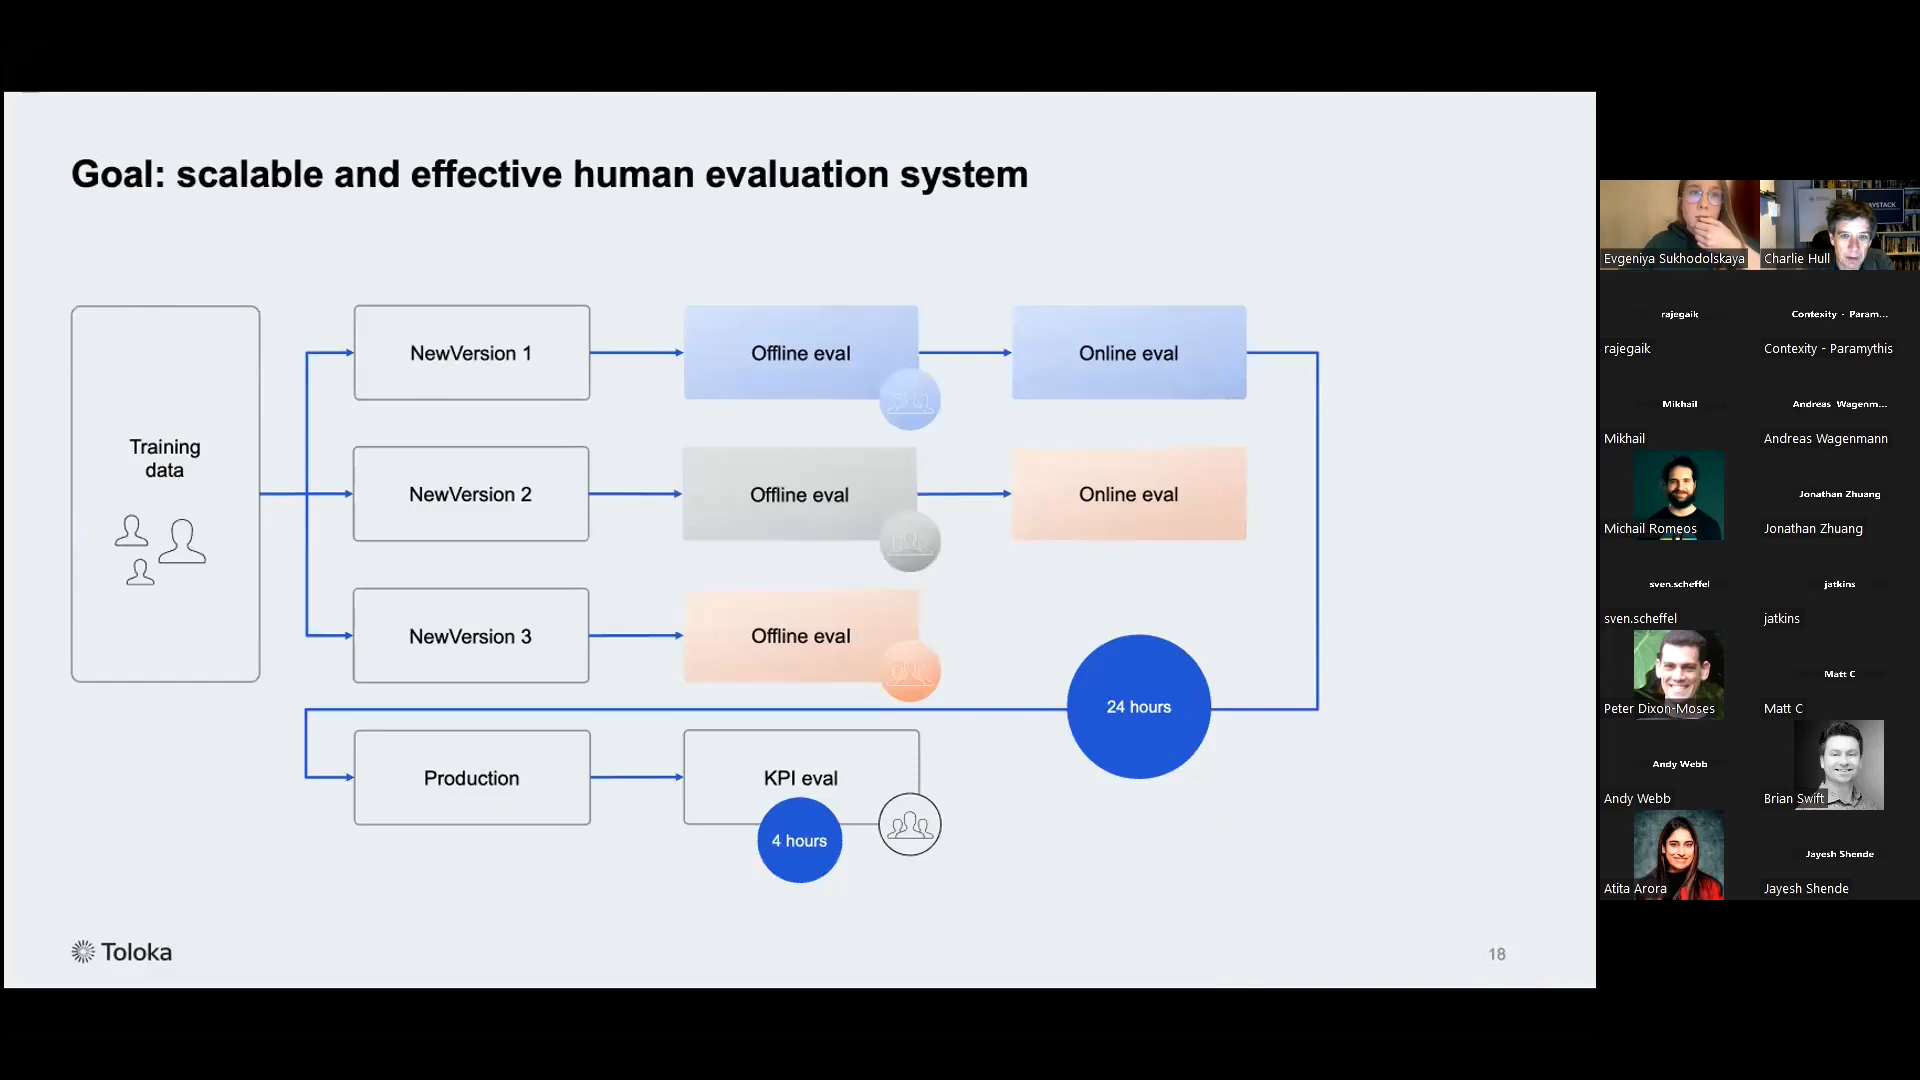 Goal: scalable and effective human evaluation system
Training
data
NewVersion 1
Offline eval
Online eval
NewVersion 2
Offline eval
Online eval
NewVersion 3
Offline eval
24 hours
Production
KPI eval
4 hours
Toloka
18
AYSTACK
Evgeniya Sukhodolskaya
Charlie Hull
rajegaik
Contexity - Param...
rajegaik
Contexity - Paramythis
Mikhail
Andreas Wagenm...
Mikhail
Andreas Wagenmann
Jonathan Zhuang
Michail Romeos
Jonathan Zhuang
sven.scheffel
jatkins
sven.scheffel
jatkins
Matt C
Peter Dixon-Moses
Matt C
Andy Webb
Andy Webb
Brian Swift
Jayesh Shende
Atita Arora
Jayesh Shende